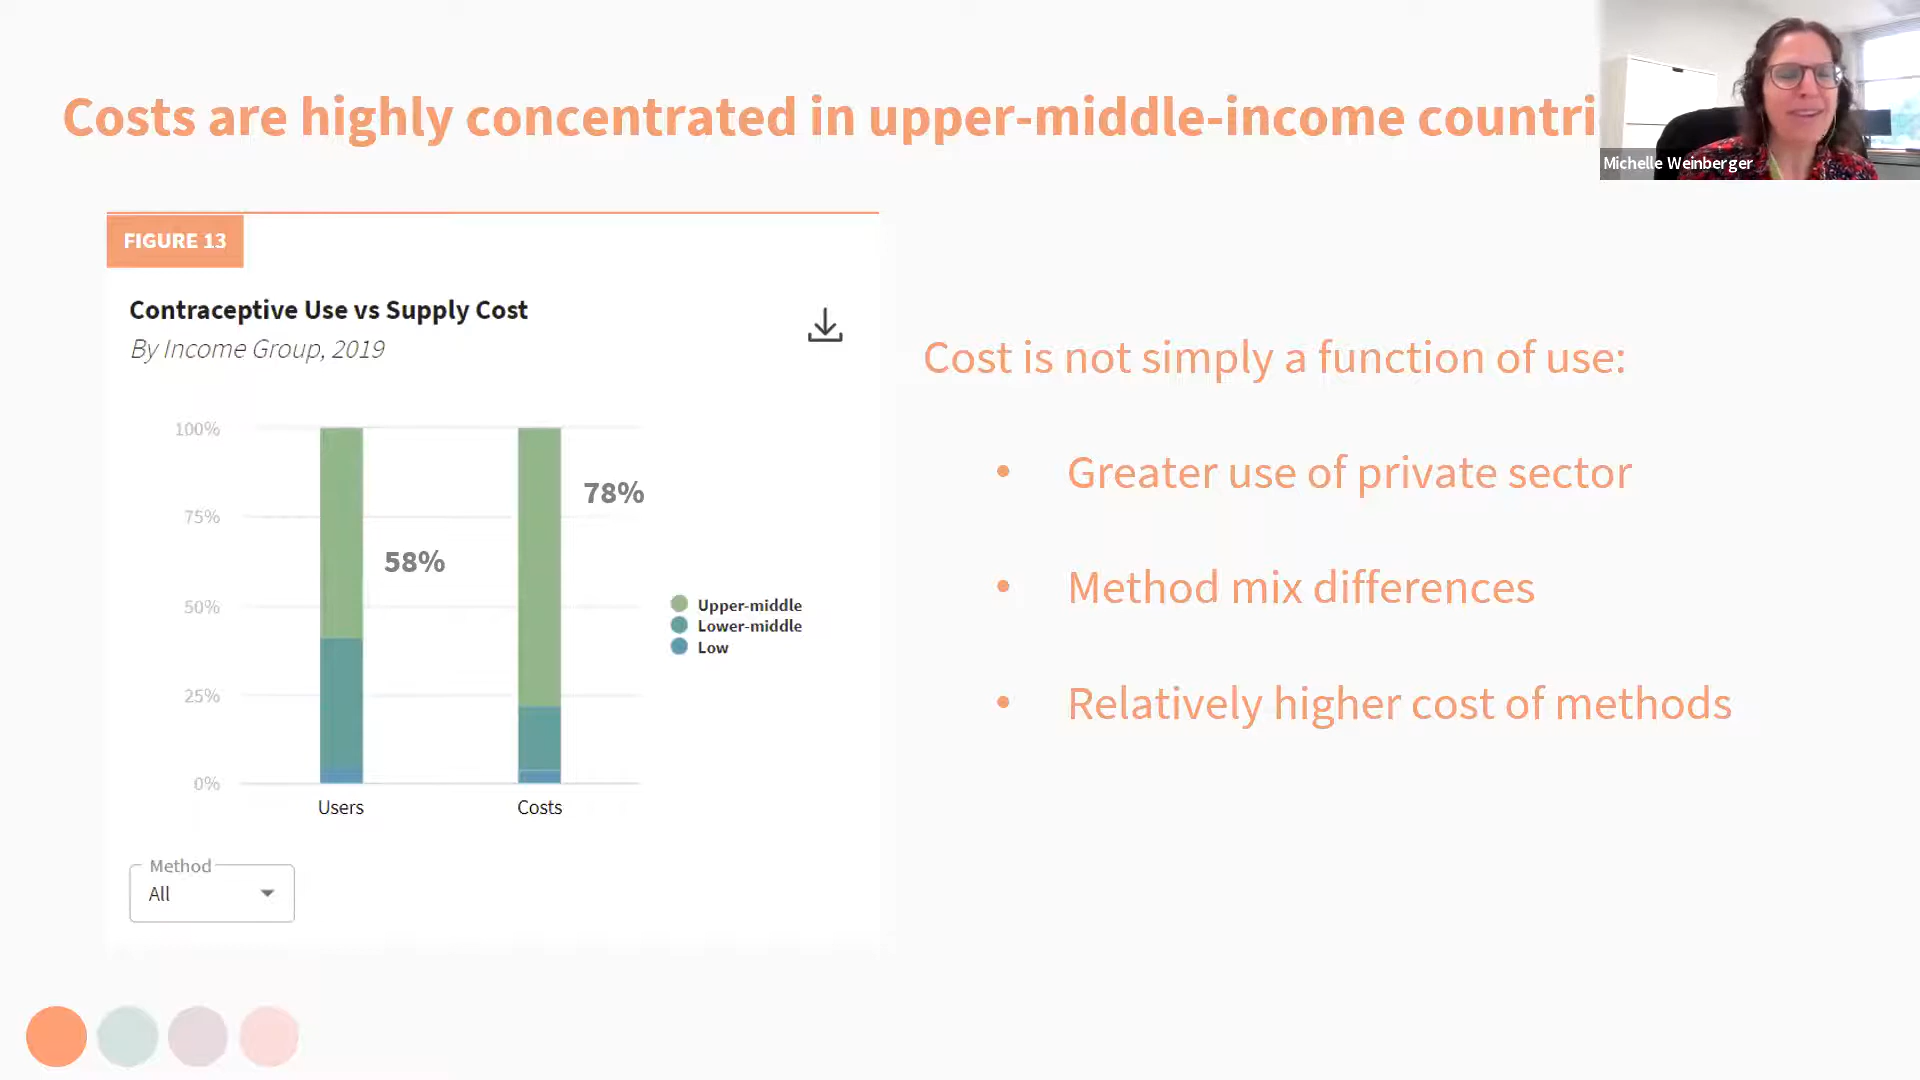 Costs are highly concentrated in upper-middle-income countri
Michelle Weinberger
FIGURE 13
Contraceptive Use vs Supply Cost
By Income Group, 2019
100%
75%
50%
25%
0%
58%
78%
Upper-middle
Lower-middle
Low
Users
Costs
Method
All
Cost is not simply a function of use:
• Greater use of private sector
• Method mix differences
• Relatively higher cost of methods